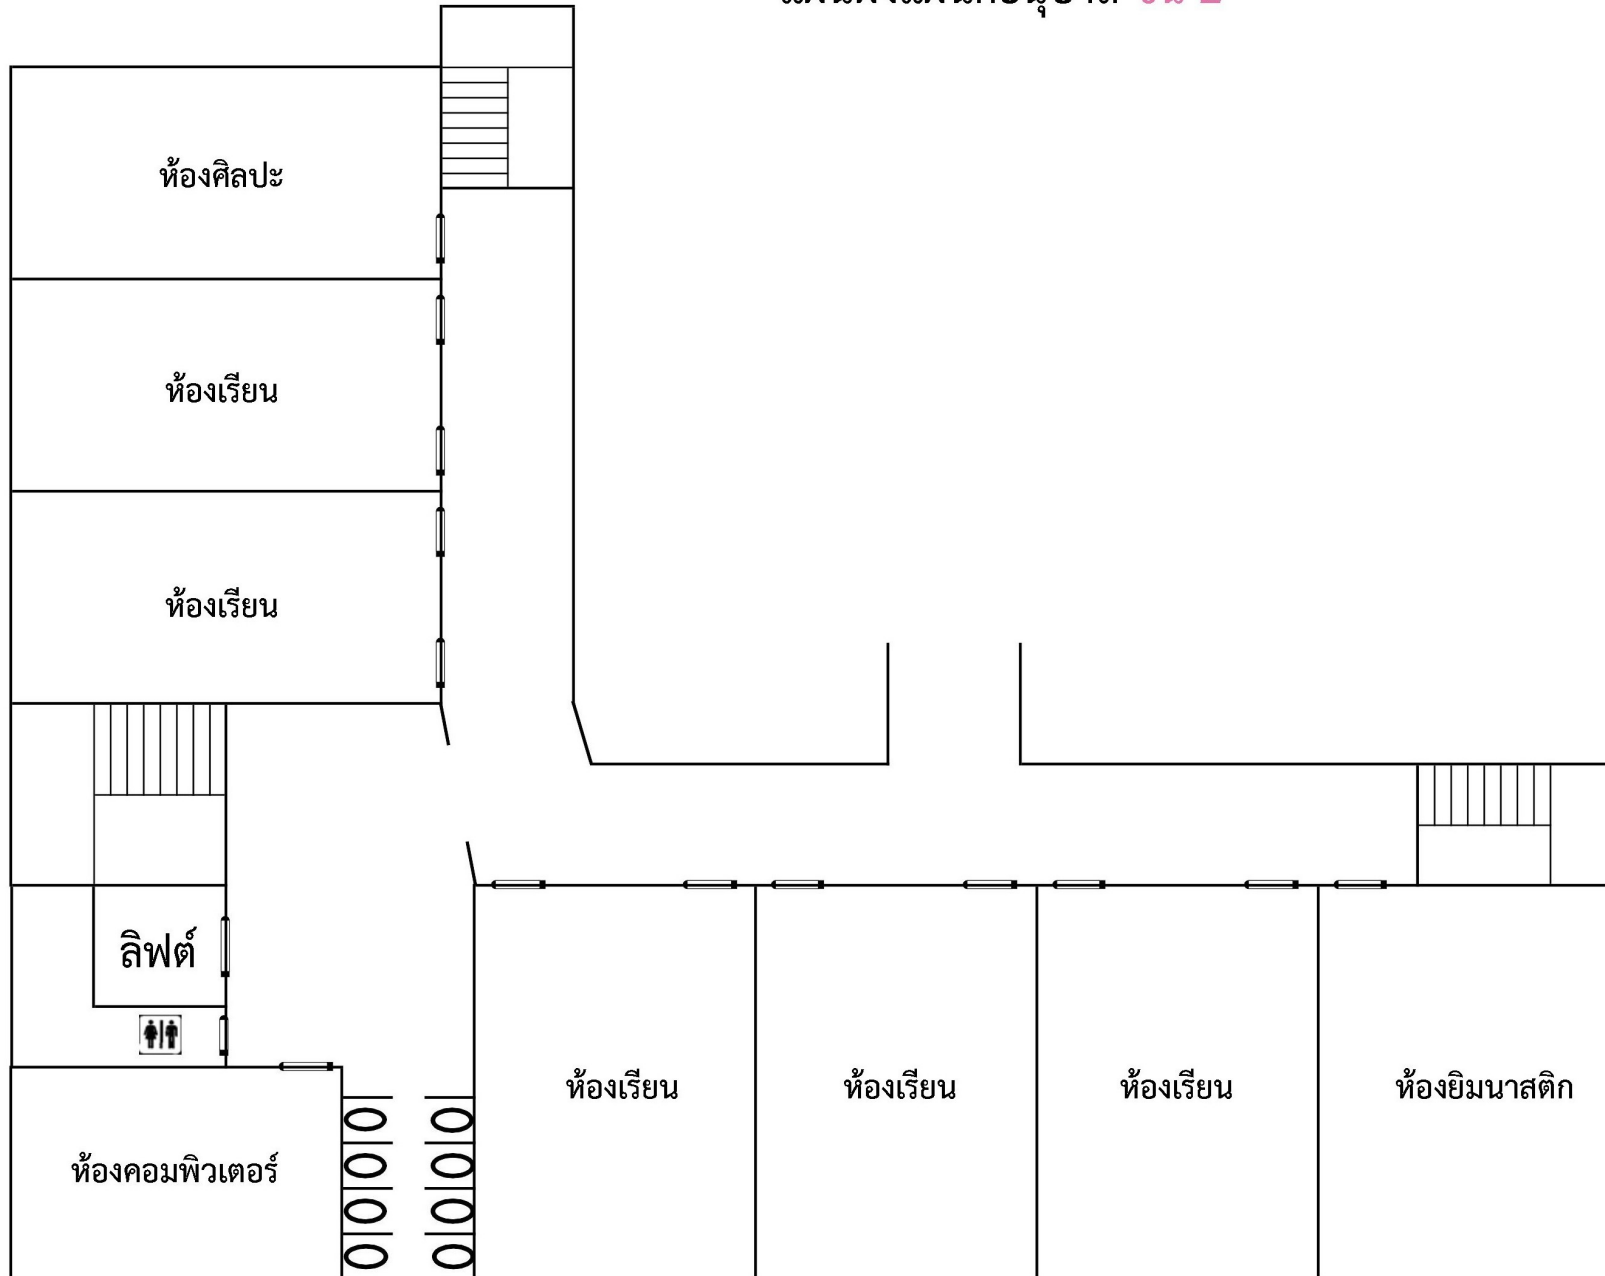 ห้องศิลปะ
ห้องเรียน
ห้องเรียน
ลิฟต์
ห้องเรียน
ห้องเรียน
ห้องเรียน
ห้องยิมนาสติก
ห้องคอมพิวเตอร์